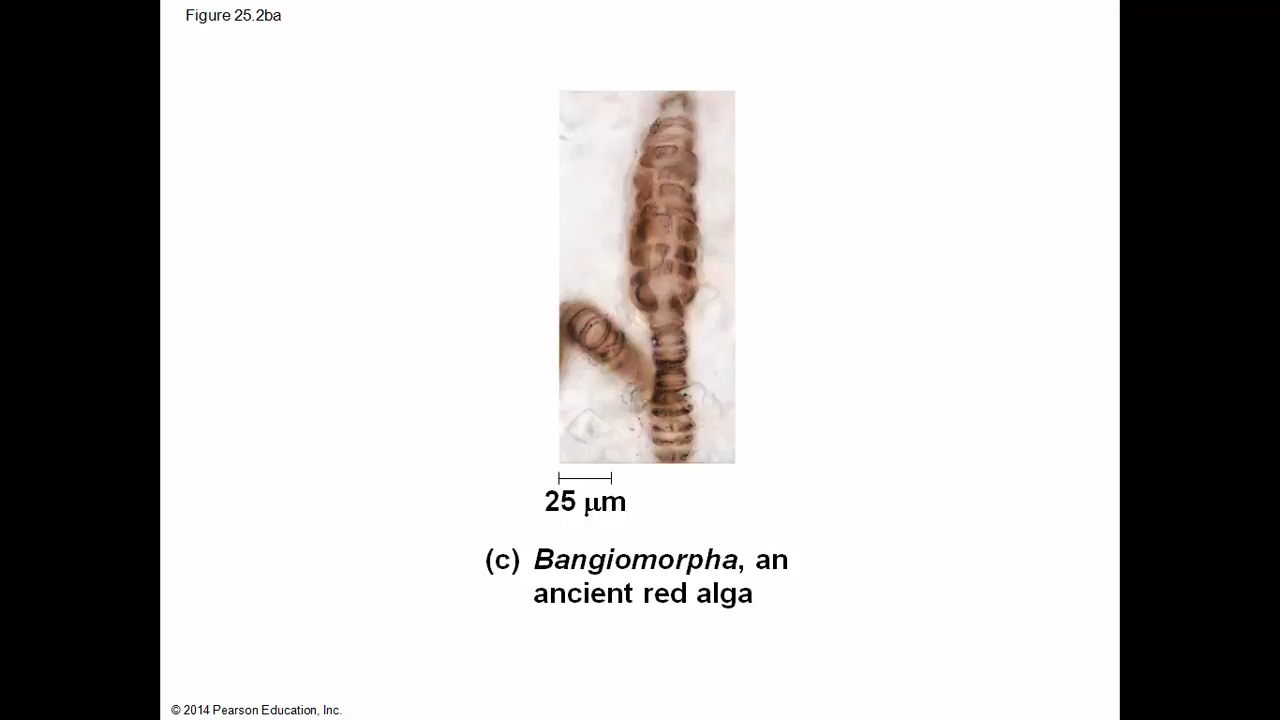 Figure 25.2ba
25 μm
(c) Bangiomorpha, an
ancient red alga
© 2014 Pearson Education, Inc.